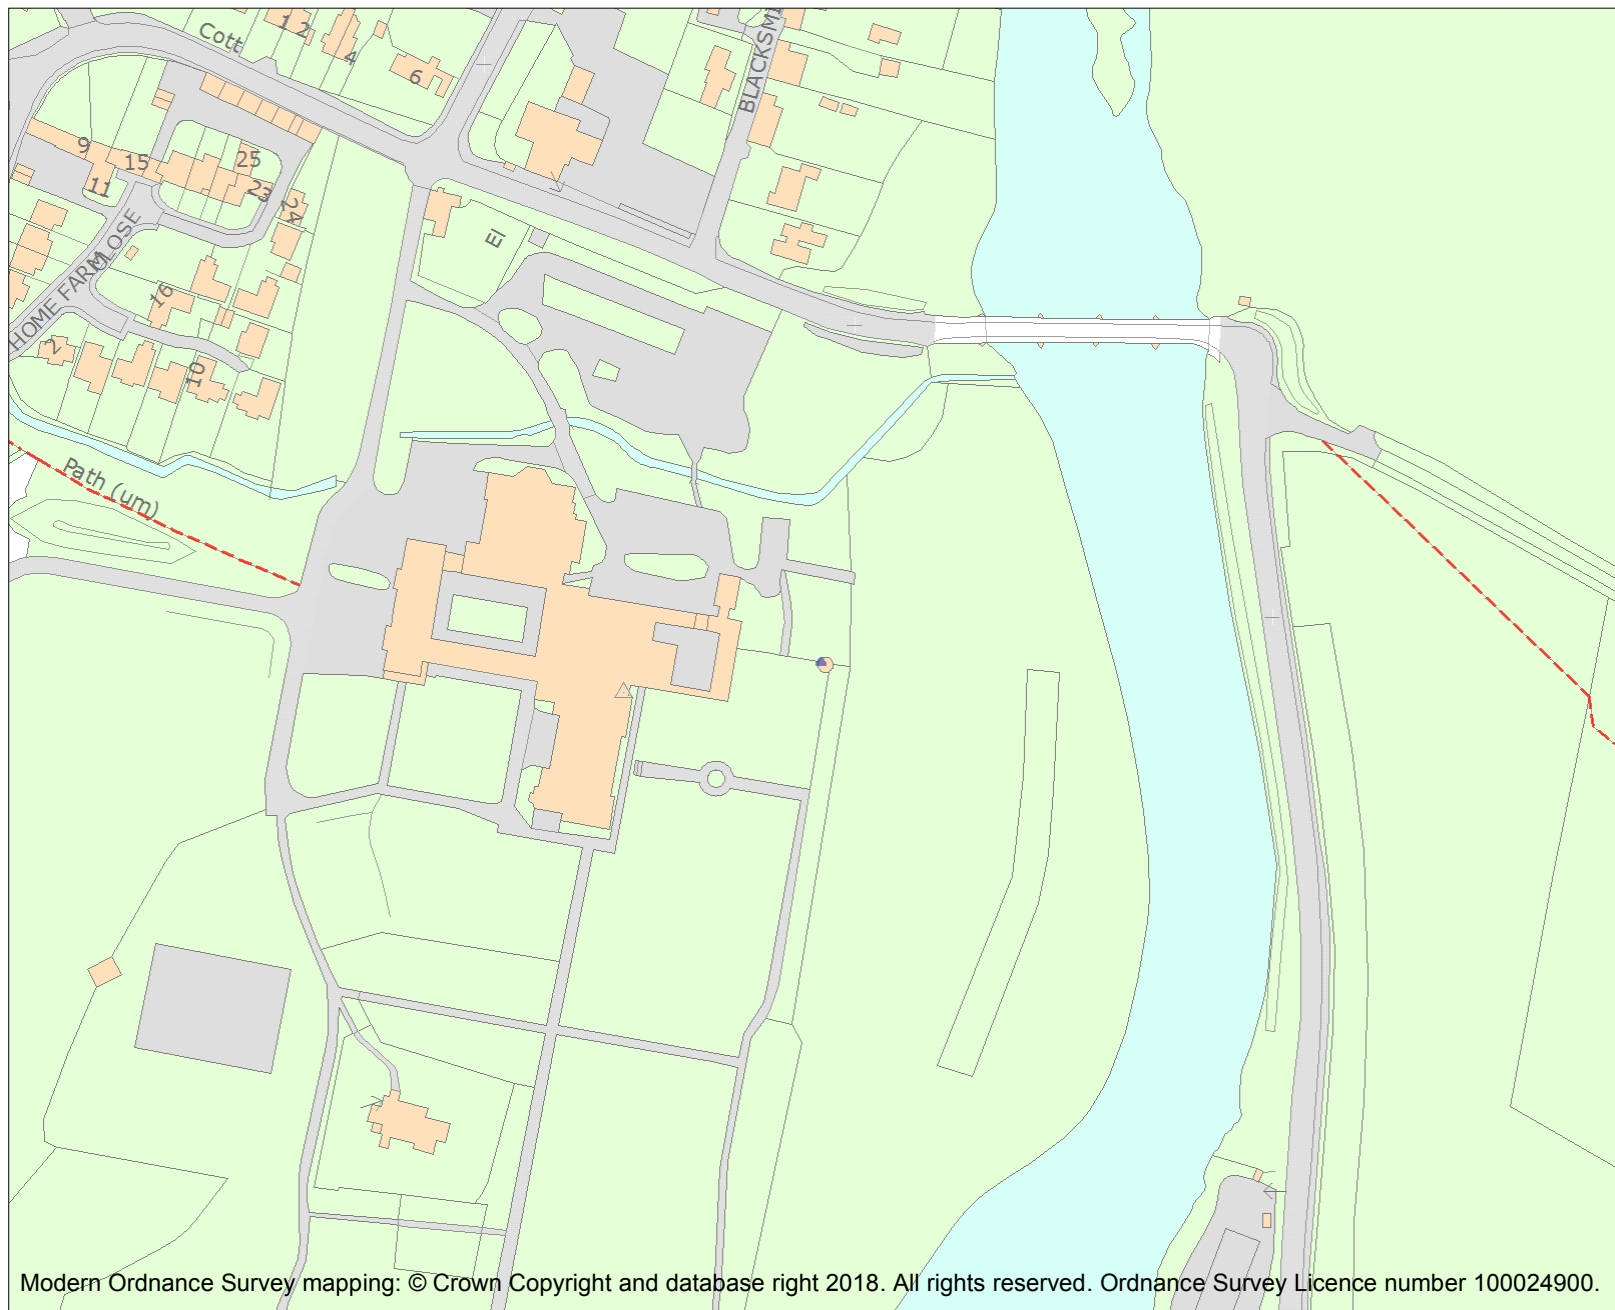 Cott
1 2
4
6
BLACKSMI
9
15
11
25
23
24
El
HOME FARM CLOSE
16
2
10
Path (um)
Modern Ordnance Survey mapping: © Crown Copyright and database right 2018. All rights reserved. Ordnance Survey Licence number 100024900.